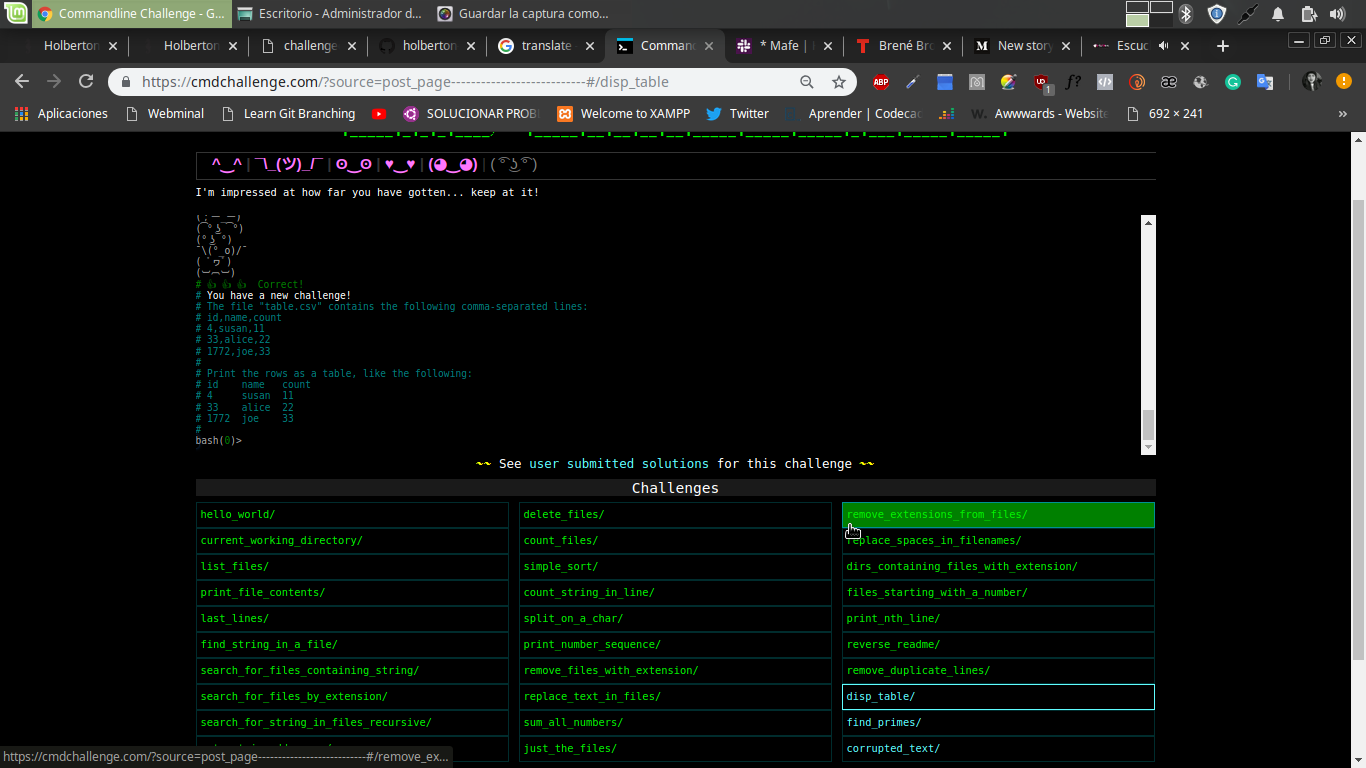 Commandline Challenge - G...
Escritorio - Administrador d...
Guardar la captura como...
Holberton
Holberton
challenge
holberton
translate
Comman
* Mafe |
Brené Br
New story
Escuc
https://cmdchallenge.com/?source=post_page---------------------------#/disp_table
Aplicaciones
Webminal
Learn Git Branching
SOLUCIONAR PROB
Welcome to XAMPP
Twitter
Aprender | Codecac
Awwwards - Website
692 × 241
»
^‿^ | ¯\_(ツ)_/¯ | ʘ‿ʘ | ♥‿♥ | (◕‿◕) | ( ͡° ͜ʖ ͡°)
I'm impressed at how far you have gotten... keep at it!
# 👍 👍 👍 Correct!
# You have a new challenge!
# The file "table.csv" contains the following comma-separated lines:
# id,name,count
# 4,susan,11
# 33,alice,22
# 1772,joe,33
#
# Print the rows as a table, like the following:
# id    name   count
# 4     susan  11
# 33    alice  22
# 1772  joe    33
#
bash(0)>
~~ See user submitted solutions for this challenge ~~
Challenges
hello_world/ delete_files/ remove_extensions_from_files/
current_working_directory/ count_files/ replace_spaces_in_filenames/
list_files/ simple_sort/ dirs_containing_files_with_extension/
print_file_contents/ count_string_in_line/ files_starting_with_a_number/
last_lines/ split_on_a_char/ print_nth_line/
find_string_in_a_file/ print_number_sequence/ reverse_readme/
search_for_files_containing_string/ remove_files_with_extension/ remove_duplicate_lines/
search_for_files_by_extension/ replace_text_in_files/ disp_table/
search_for_string_in_files_recursive/ sum_all_numbers/ find_primes/
just_the_files/ corrupted_text/
https://cmdchallenge.com/?source=post_page---------------------------#/remove_ex...